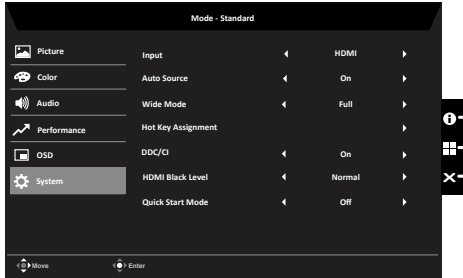 Mode - Standard
Picture
Input HDMI
Color
Auto Source On
Audio
Wide Mode Full
Performance
Hot Key Assignment
OSD
DDC/CI On
System
HDMI Black Level Normal
Quick Start Mode Off
Move Enter